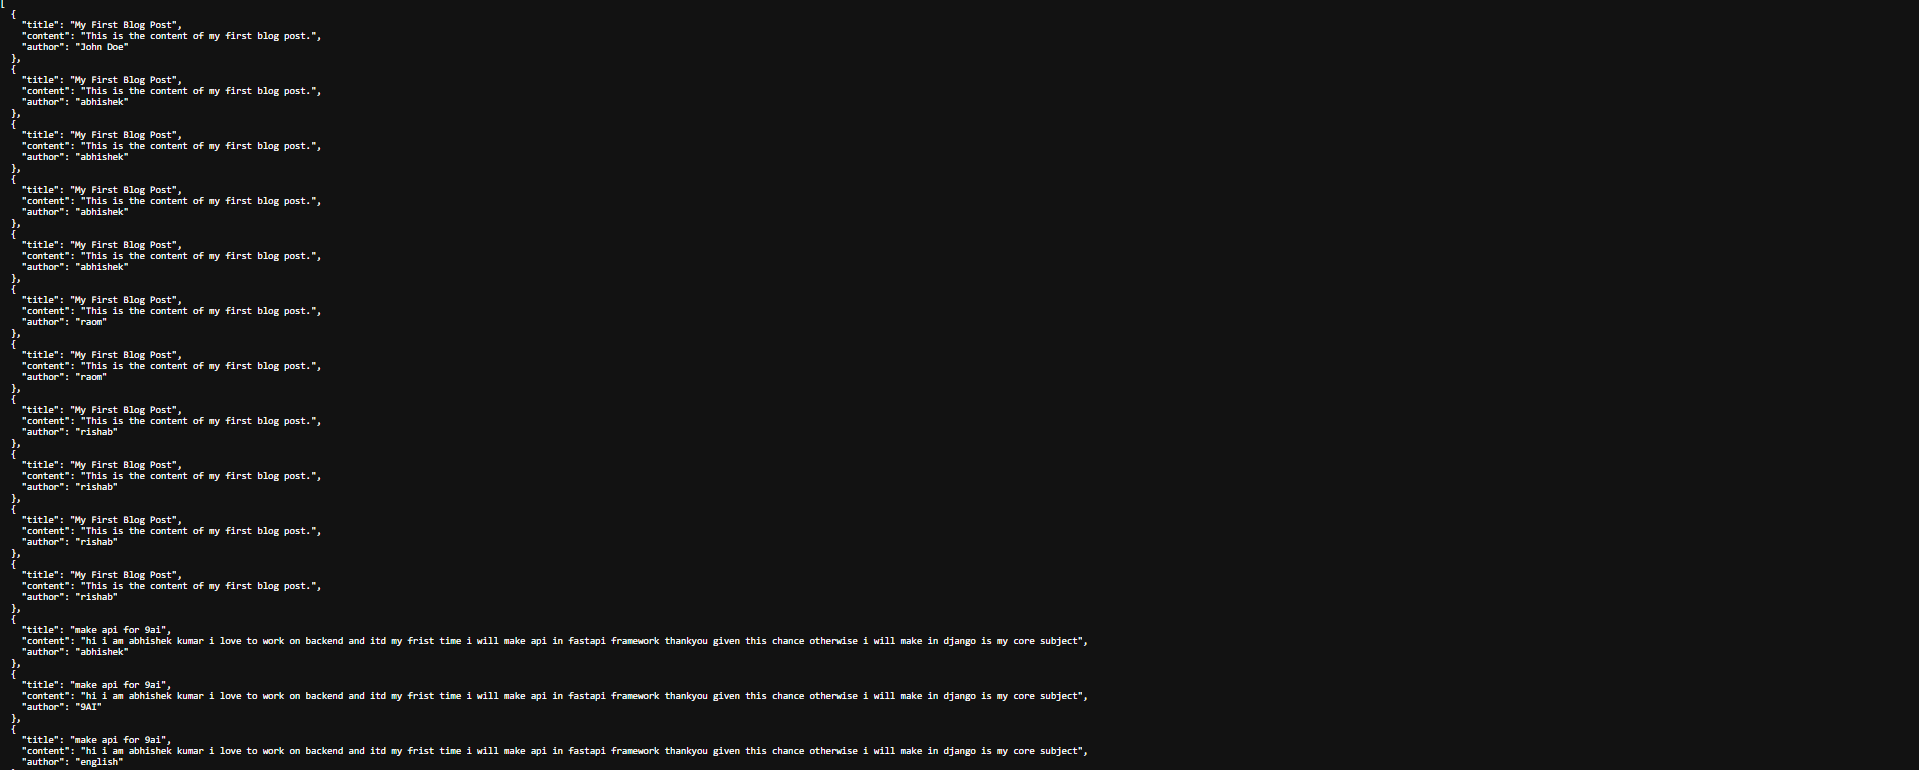 [
{
"title": "My First Blog Post",
"content": "This is the content of my first blog post.",
"author": "John Doe"
},
{
"title": "My First Blog Post",
"content": "This is the content of my first blog post.",
"author": "abhishek"
},
{
"title": "My First Blog Post",
"content": "This is the content of my first blog post.",
"author": "abhishek"
},
{
"title": "My First Blog Post",
"content": "This is the content of my first blog post.",
"author": "abhishek"
},
{
"title": "My First Blog Post",
"content": "This is the content of my first blog post.",
"author": "abhishek"
},
{
"title": "My First Blog Post",
"content": "This is the content of my first blog post.",
"author": "raom"
},
{
"title": "My First Blog Post",
"content": "This is the content of my first blog post.",
"author": "raom"
},
{
"title": "My First Blog Post",
"content": "This is the content of my first blog post.",
"author": "rishab"
},
{
"title": "My First Blog Post",
"content": "This is the content of my first blog post.",
"author": "rishab"
},
{
"title": "My First Blog Post",
"content": "This is the content of my first blog post.",
"author": "rishab"
},
{
"title": "My First Blog Post",
"content": "This is the content of my first blog post.",
"author": "rishab"
},
{
"title": "make api for 9ai",
"content": "hi i am abhishek kumar i love to work on backend and itd my frist time i will make api in fastapi framework thankyou given this chance otherwise i will make in django is my core subject",
"author": "abhishek"
},
{
"title": "make api for 9ai",
"content": "hi i am abhishek kumar i love to work on backend and itd my frist time i will make api in fastapi framework thankyou given this chance otherwise i will make in django is my core subject",
"author": "9AI"
},
{
"title": "make api for 9ai",
"content": "hi i am abhishek kumar i love to work on backend and itd my frist time i will make api in fastapi framework thankyou given this chance otherwise i will make in django is my core subject",
"author": "english"